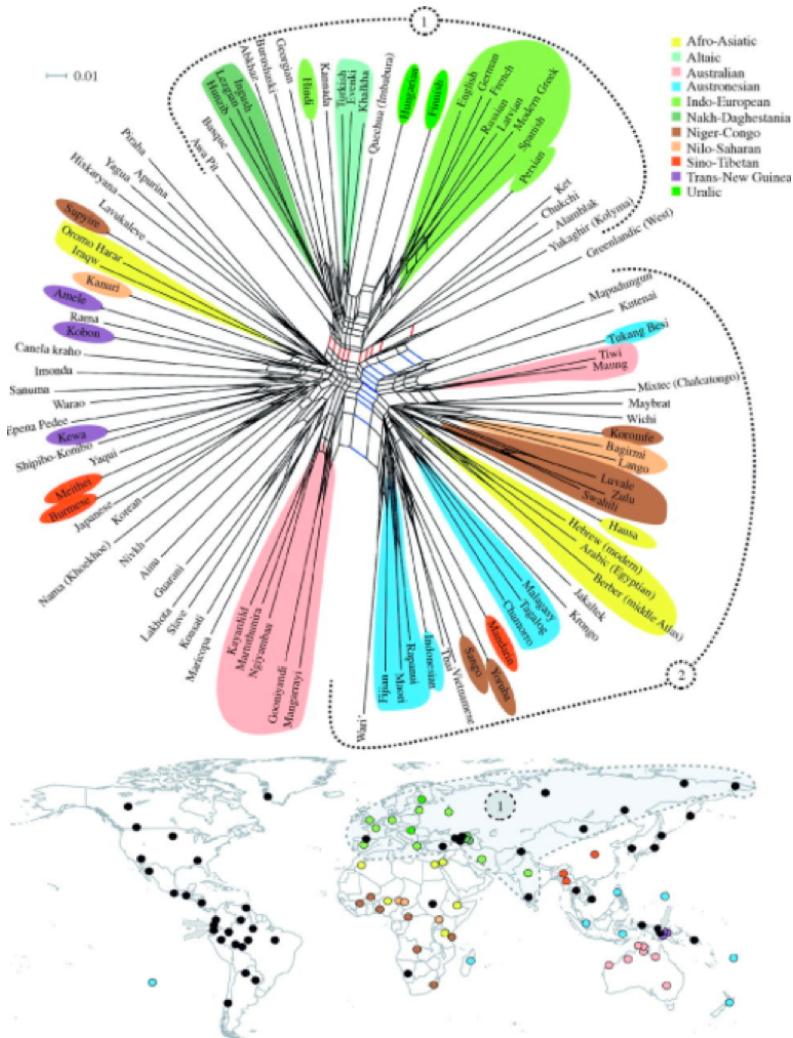 1
0.01
Afro-Asiatic
Altaic
Australian
Austronesian
Indo-European
Nakh-Daghestania
Niger-Congo
Nilo-Saharan
Sino-Tibetan
Trans-New Guinea
Uralic
Awa Pit
Basque
Hunzib
Lezgian
Ingush
Abkhaz
Burushaski
Georgian
Hindi
Kannada
Turkish
Evenki
Khalkha
Quechua (Imbabura)
Hungarian
Finnish
English
German
French
Russian
Latvian
Modern Greek
Spanish
Persian
Ket
Chukchi
Alamblak
Yukaghir (Kolyma)
Greenlandic (West)
Mapudungun
Kutenai
Tukang Besi
Tiwi
Maung
Mixtec (Chalcatongo)
Maybrat
Wichi
Koromfe
Bagirmi
Lango
Luvale
Zulu
Swahili
Hausa
Hebrew (modern)
Arabic (Egyptian)
Berber (middle Atlas)
Jakaltak
Krongo
Malagasy
Tagalog
Chamorro
Mandarin
Yoruba
Sango
Vietnamese
Thai
Indonesian
Rapanui
Maori
Fijian
Wari'
2
Mangarrayi
Gooniyandi
Ngiyambaa
Martuthunira
Kayardild
Maricopa
Koasati
Slave
Lakhota
Guarani
Ainu
Nivkh
Nama (Khoekhoe)
Korean
Japanese
Burmese
Meithei
Yaqui
Shipibo-Konibo
Kewa
Epena Pedee
Warao
Sanuma
Imonda
Canela kraho
Kobon
Rama
Amele
Kanuri
Iraqw
Oromo Harar
Supyire
Lavukaleve
Hixkaryana
Yagua
Apurina
Piraha
1